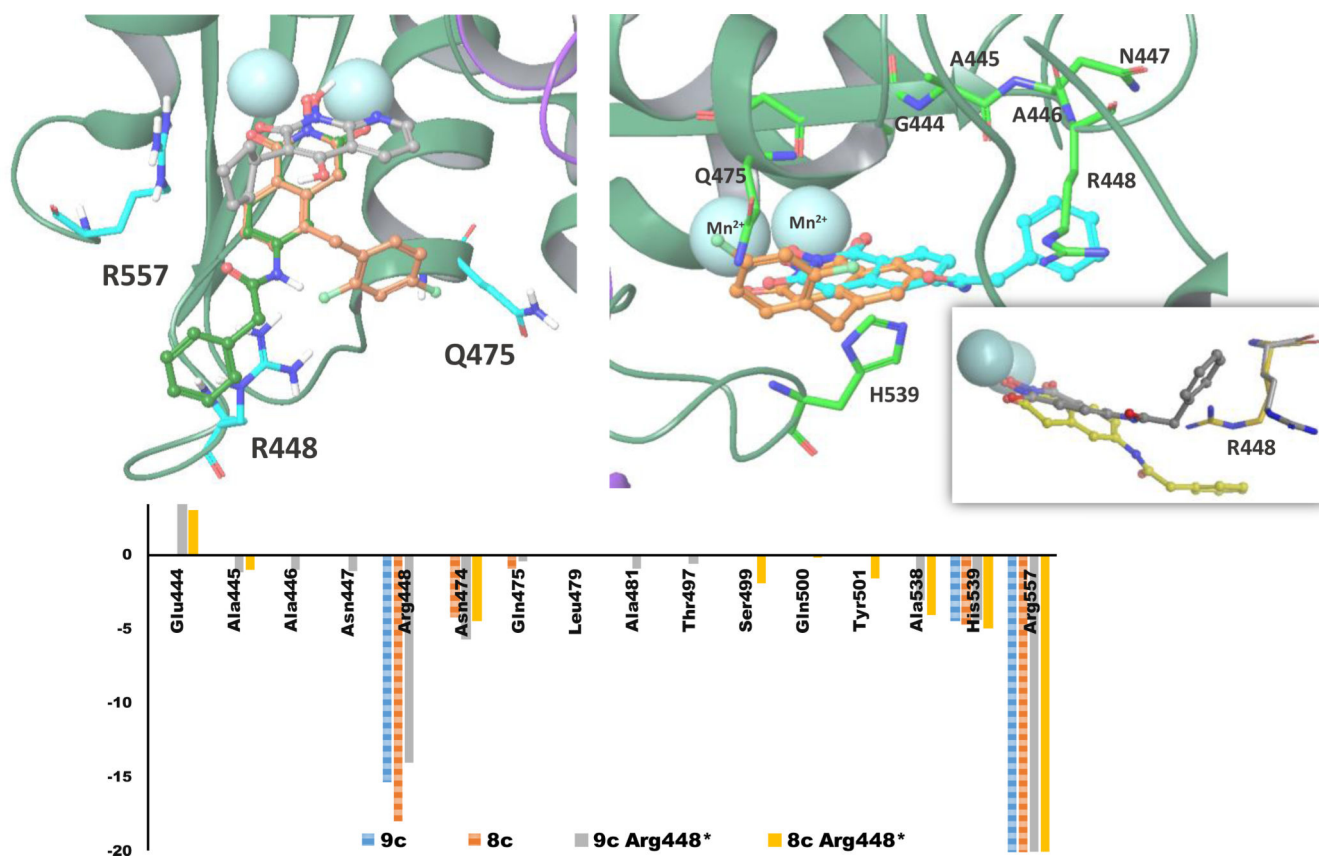 R557
Q475
R448
A445
N447
G444
A446
Q475
R448
Mn²⁺
Mn²⁺
H539
R448
0
-5
-10
-15
-20
Glu444
Ala445
Ala446
Asn447
Arg448
Asn474
Gln475
Leu479
Ala481
Thr497
Ser499
Gln500
Tyr501
Ala538
His539
Arg557
9c
8c
9c Arg448*
8c Arg448*